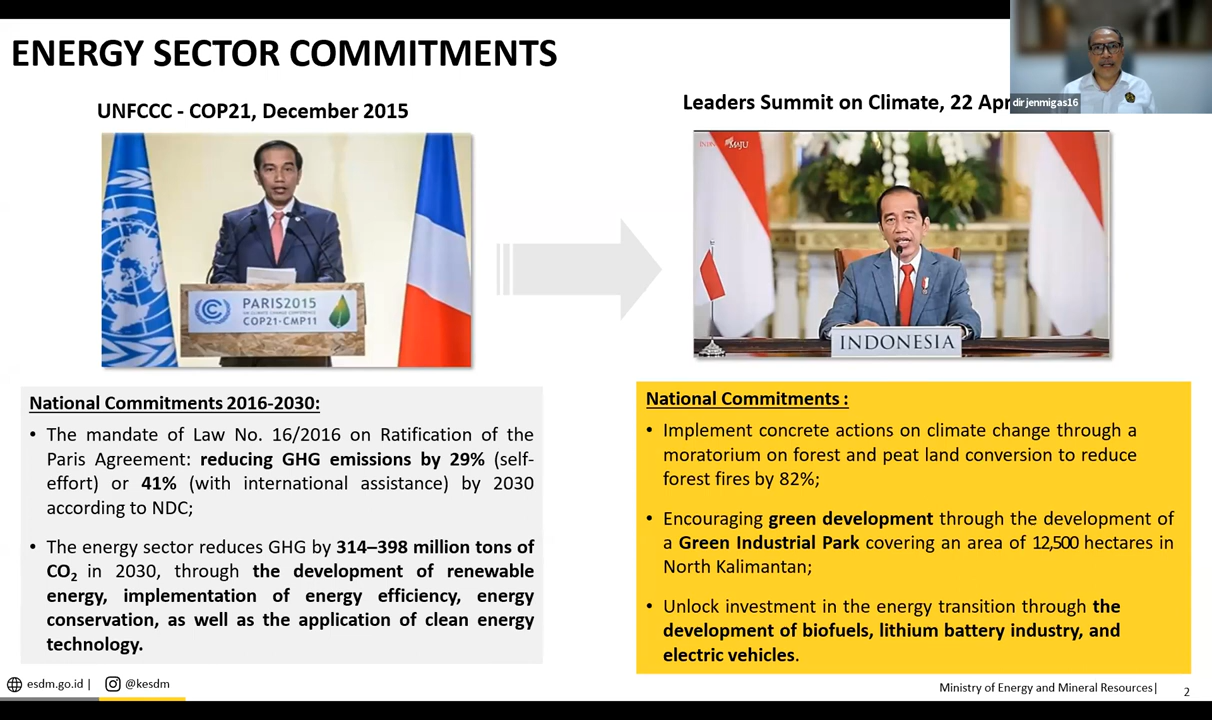 ENERGY SECTOR COMMITMENTS
dirjenmigas16
UNFCCC - COP21, December 2015
Leaders Summit on Climate, 22
MAJU
PARIS2015
UN CLIMATE CHANGE CONFERENCE
COP21·CMP11
INDONESIA
National Commitments 2016-2030:
• The mandate of Law No. 16/2016 on Ratification of the
Paris Agreement: reducing GHG emissions by 29% (self-
effort) or 41% (with international assistance) by 2030
according to NDC;
• The energy sector reduces GHG by 314–398 million tons of
CO2 in 2030, through the development of renewable
energy, implementation of energy efficiency, energy
conservation, as well as the application of clean energy
technology.
National Commitments :
• Implement concrete actions on climate change through a
moratorium on forest and peat land conversion to reduce
forest fires by 82%;
• Encouraging green development through the development of
a Green Industrial Park covering an area of 12,500 hectares in
North Kalimantan;
• Unlock investment in the energy transition through the
development of biofuels, lithium battery industry, and
electric vehicles.
esdm.go.id |
@kesdm
Ministry of Energy and Mineral Resources|
2